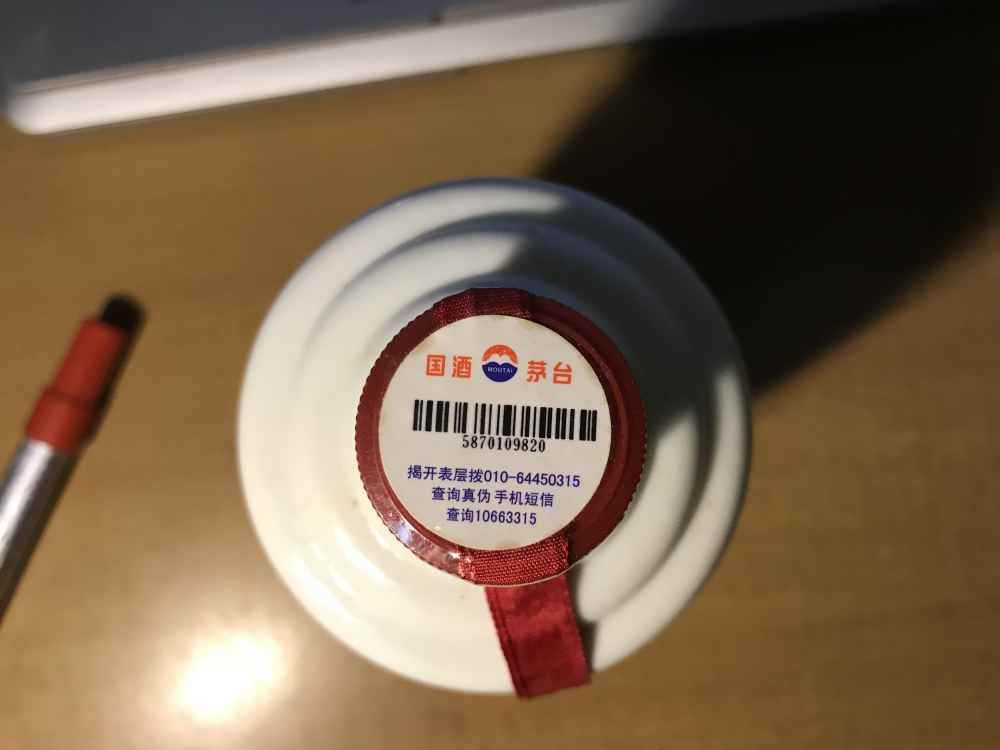 国酒 MOUTAI 茅台
5870109820
揭开表层拨010-64450315
查询真伪 手机短信
查询10663315